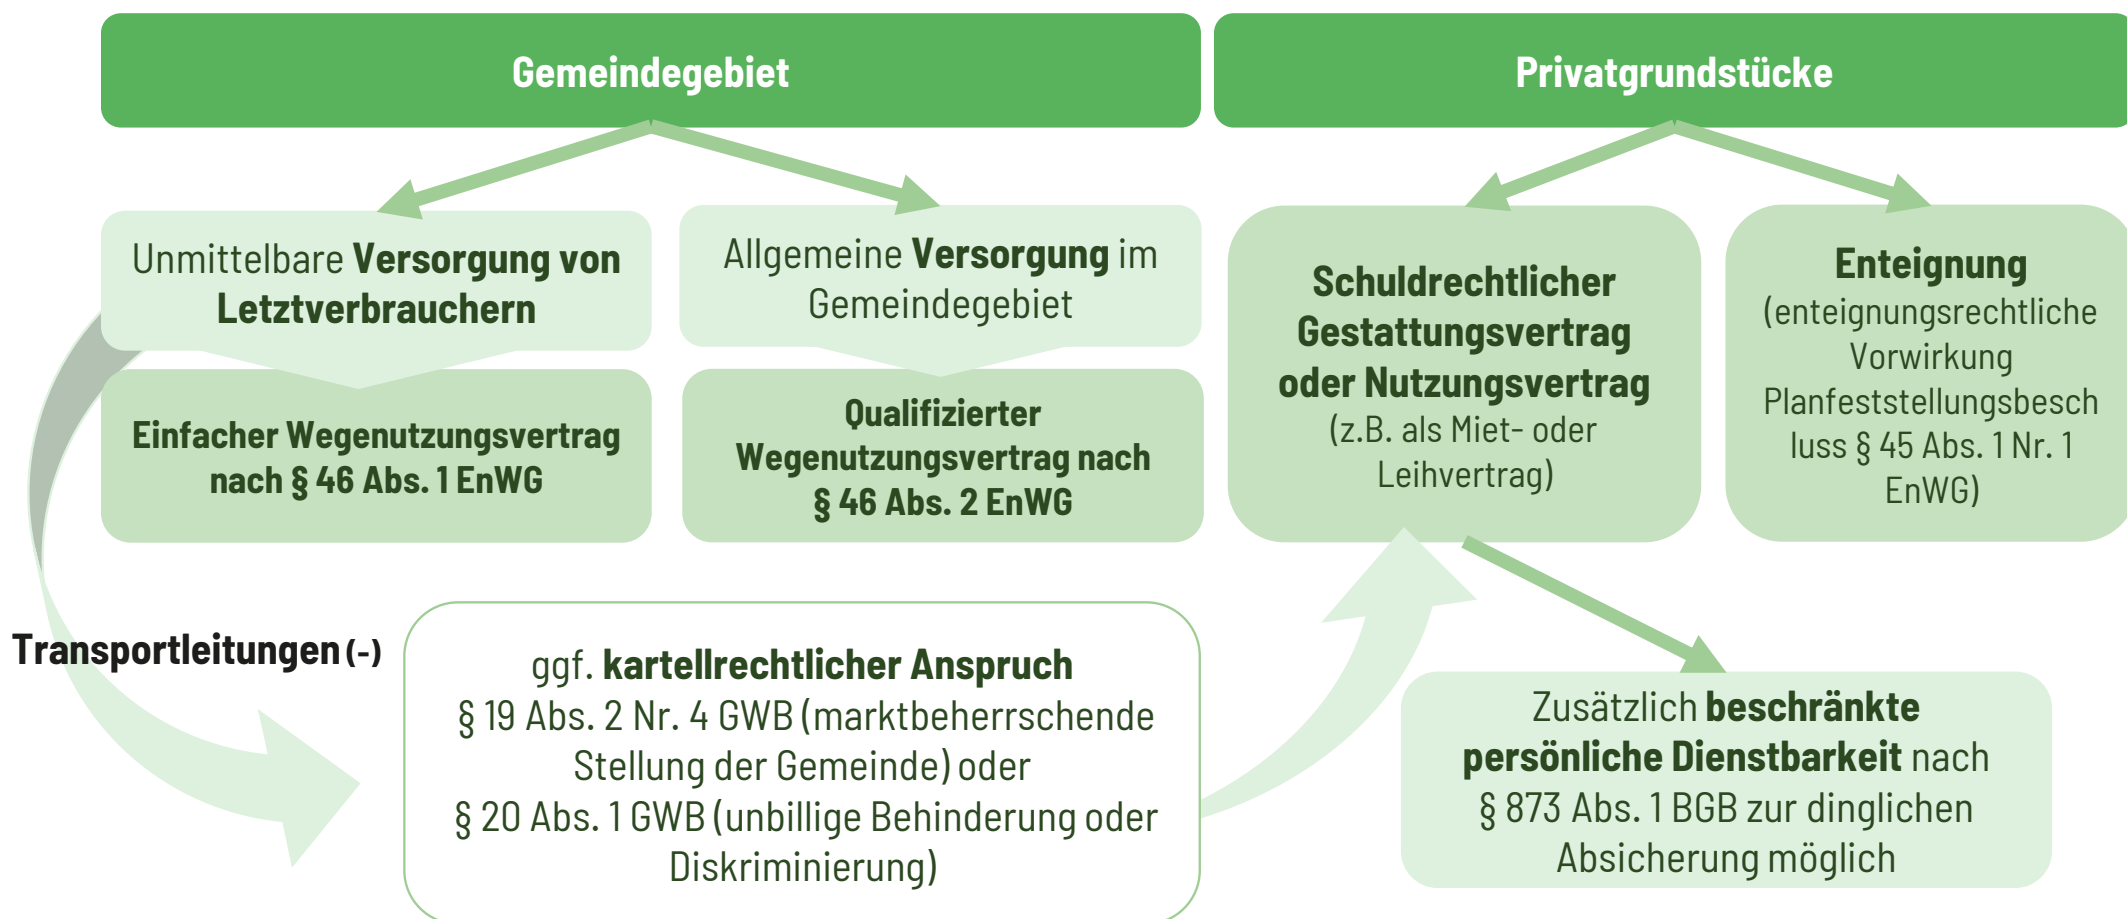 Gemeindegebiet
Privatgrundstücke
Unmittelbare Versorgung von
Letztverbrauchern
Allgemeine Versorgung im
Gemeindegebiet
Einfacher Wegenutzungsvertrag
nach § 46 Abs. 1 EnWG
Qualifizierter
Wegenutzungsvertrag nach
§ 46 Abs. 2 EnWG
Schuldrechtlicher
Gestattungsvertrag
oder Nutzungsvertrag
(z.B. als Miet- oder
Leihvertrag)
Enteignung
(enteignungsrechtliche
Vorwirkung
Planfeststellungsbesch
luss § 45 Abs. 1 Nr. 1
EnWG)
Transportleitungen (-)
ggf. kartellrechtlicher Anspruch
§ 19 Abs. 2 Nr. 4 GWB (marktbeherrschende
Stellung der Gemeinde) oder
§ 20 Abs. 1 GWB (unbillige Behinderung oder
Diskriminierung)
Zusätzlich beschränkte
persönliche Dienstbarkeit nach
§ 873 Abs. 1 BGB zur dinglichen
Absicherung möglich